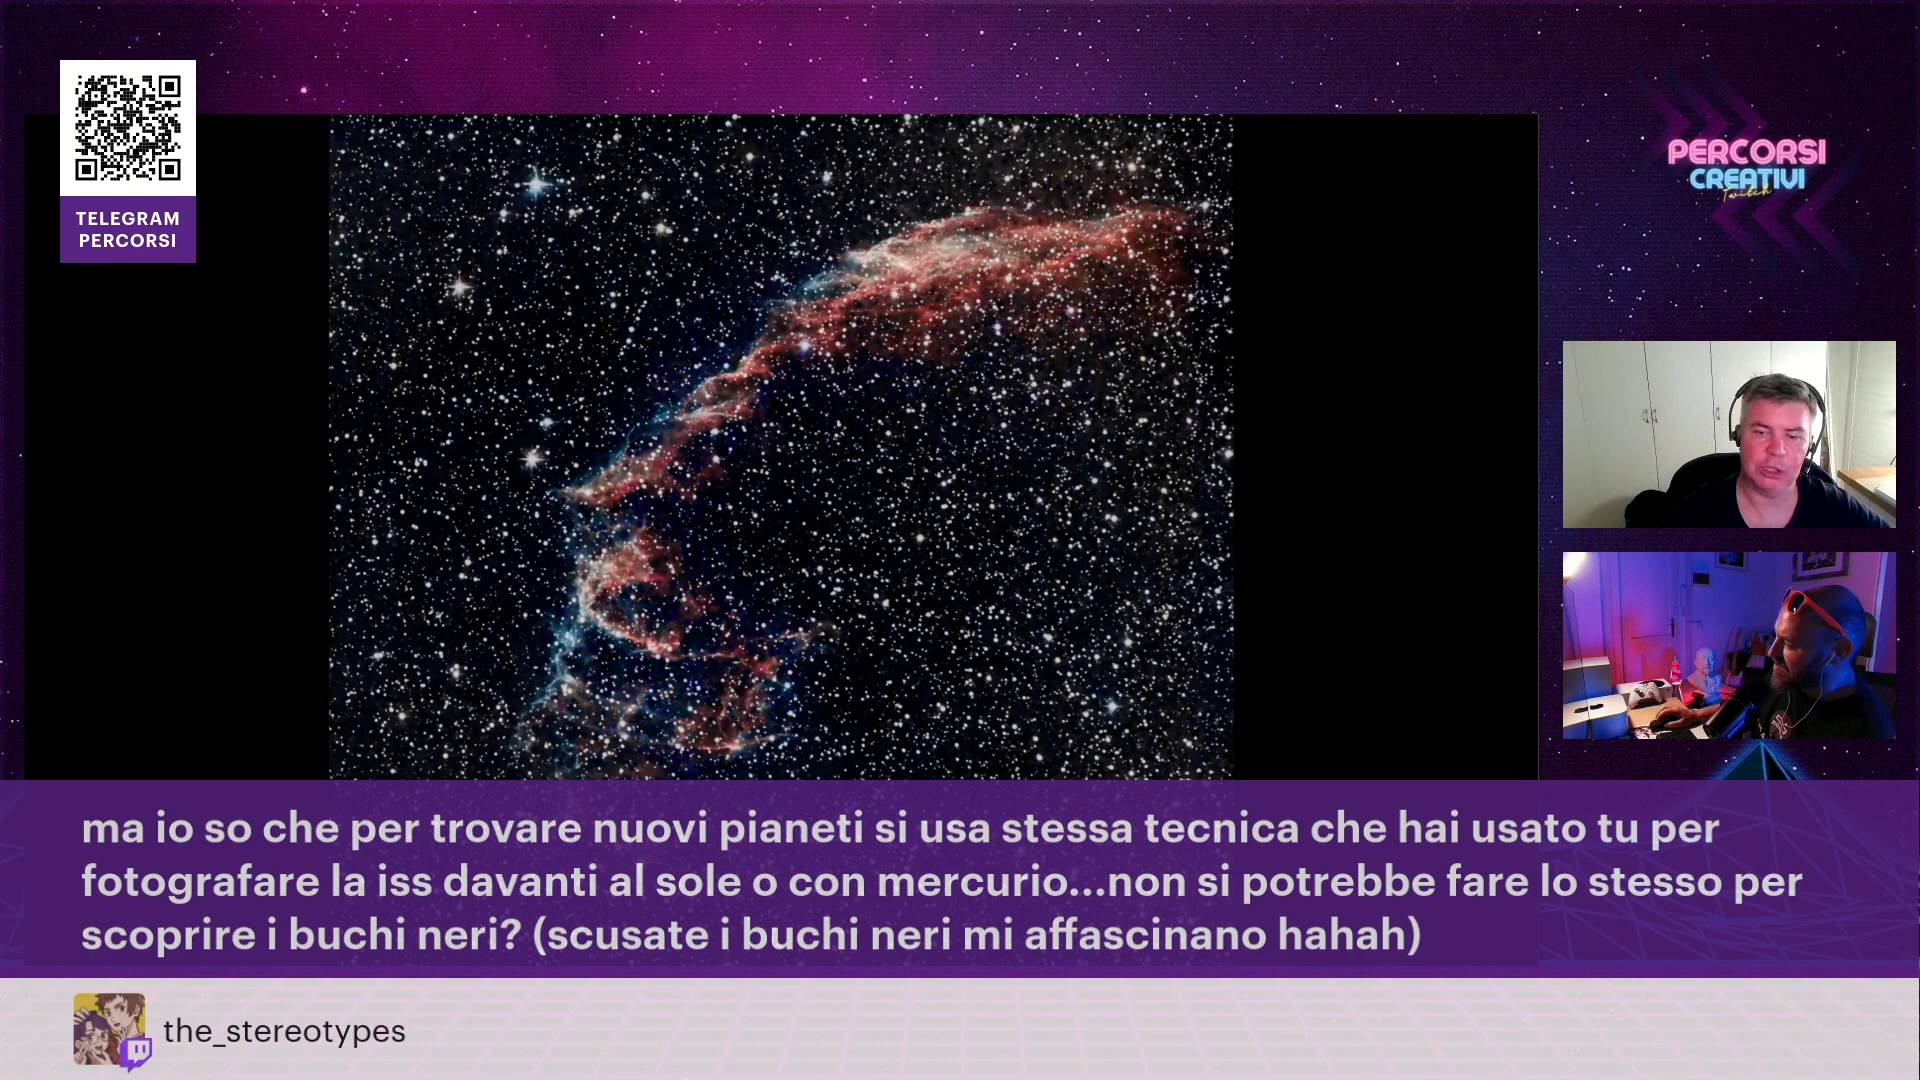 TELEGRAM
PERCORSI
PERCORSI
CREATIVI
Twitch
ma io so che per trovare nuovi pianeti si usa stessa tecnica che hai usato tu per
fotografare la iss davanti al sole o con mercurio...non si potrebbe fare lo stesso per
scoprire i buchi neri? (scusate i buchi neri mi affascinano hahah)
the_stereotypes